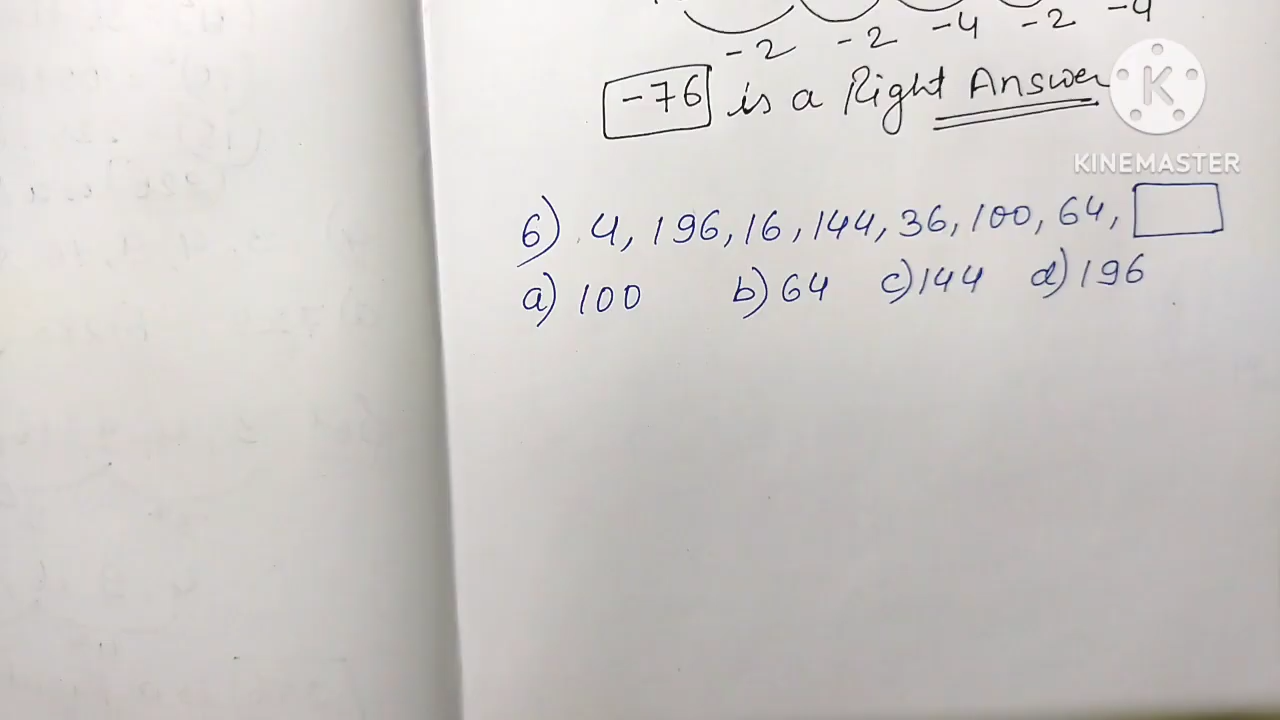 -2 -2 -4 -2 -4
-76 is a Right Answer
K
KINEMASTER
6) 4, 196, 16, 144, 36, 100, 64,
a) 100 b) 64 c) 144 d) 196